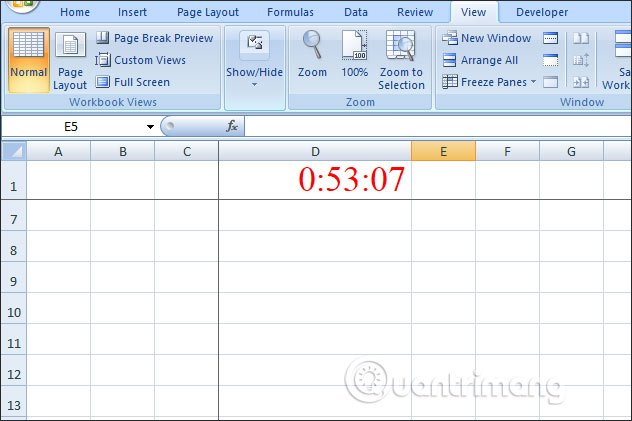 Home Insert Page Layout Formulas Data Review View Developer
Normal
Page Layout
Page Break Preview
Custom Views
Full Screen
Workbook Views
Show/Hide
Zoom
100%
Zoom to Selection
Zoom
New Window
Arrange All
Freeze Panes
Sa
Workb
Window
E5 fx
A B C D E F G
1 0:53:07
7
8
9
10
11
12
13
Quantrimang